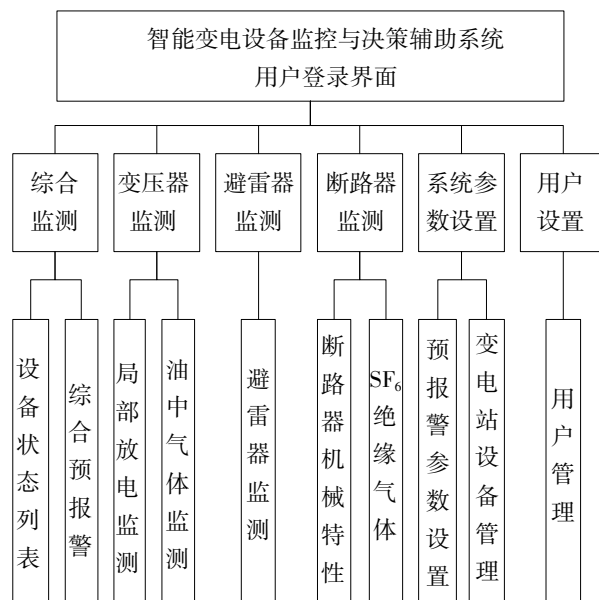 智能变电设备监控与决策辅助系统
用户登录界面
综合
监测
变压器
监测
避雷器
监测
断路器
监测
系统参
数设置
用户
设置
设备状态列表
综合预报警
局部放电监测
油中气体监测
避雷器监测
断路器机械特性
SF₆绝缘气体
预报警参数设置
变电站设备管理
用户管理